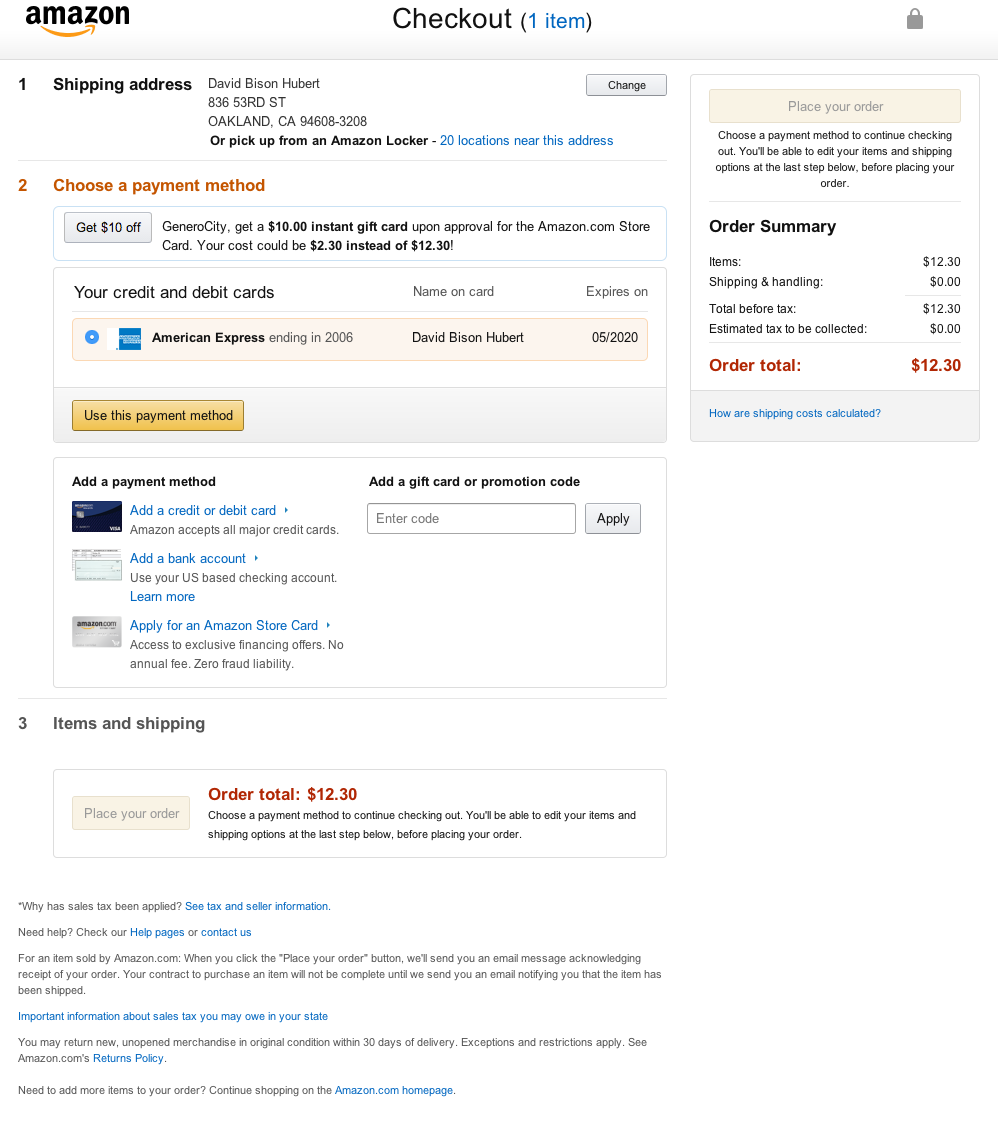 amazon
Checkout (1 item)
1 Shipping address David Bison Hubert Change
836 53RD ST
OAKLAND, CA 94608-3208
Or pick up from an Amazon Locker - 20 locations near this address
2 Choose a payment method
Get $10 off
GeneroCity, get a $10.00 instant gift card upon approval for the Amazon.com Store
Card. Your cost could be $2.30 instead of $12.30!
Your credit and debit cards Name on card Expires on
American Express ending in 2006 David Bison Hubert 05/2020
Use this payment method
Add a payment method
Add a credit or debit card
Amazon accepts all major credit cards.
Add a bank account
Use your US based checking account.
Learn more
amazon.com
Apply for an Amazon Store Card
Access to exclusive financing offers. No
annual fee. Zero fraud liability.
VISA
Add a gift card or promotion code
Enter code Apply
3 Items and shipping
Place your order
Order total: $12.30
Choose a payment method to continue checking out. You'll be able to edit your items and
shipping options at the last step below, before placing your order.
Place your order
Choose a payment method to continue checking
out. You'll be able to edit your items and shipping
options at the last step below, before placing your
order.
Order Summary
Items: $12.30
Shipping & handling: $0.00
Total before tax: $12.30
Estimated tax to be collected: $0.00
Order total: $12.30
How are shipping costs calculated?
*Why has sales tax been applied? See tax and seller information.
Need help? Check our Help pages or contact us
For an item sold by Amazon.com: When you click the "Place your order" button, we'll send you an email message acknowledging
receipt of your order. Your contract to purchase an item will not be complete until we send you an email notifying you that the item has
been shipped.
Important information about sales tax you may owe in your state
You may return new, unopened merchandise in original condition within 30 days of delivery. Exceptions and restrictions apply. See
Amazon.com's Returns Policy.
Need to add more items to your order? Continue shopping on the Amazon.com homepage.